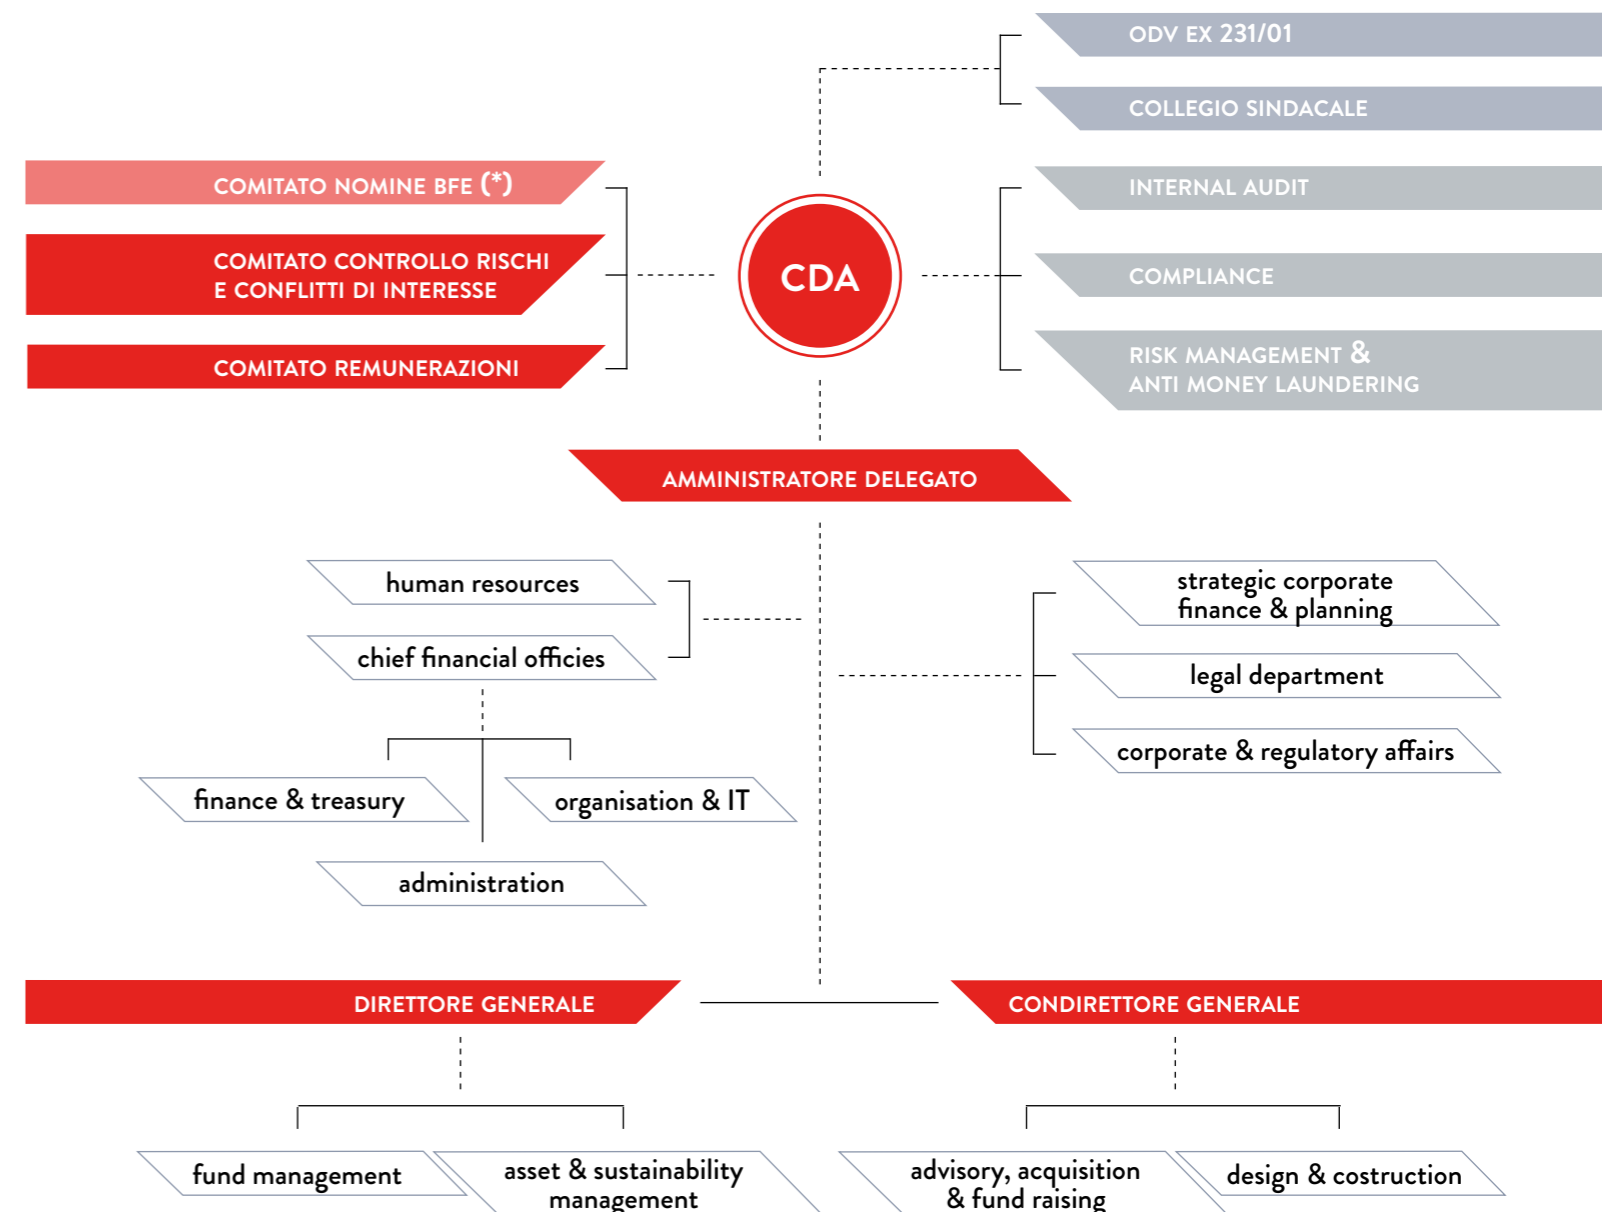 ODV EX 231/01
COLLEGIO SINDACALE
COMITATO NOMINE BFE (*)
COMITATO CONTROLLO RISCHI
E CONFLITTI DI INTERESSE
COMITATO REMUNERAZIONI
CDA
INTERNAL AUDIT
COMPLIANCE
RISK MANAGEMENT &
ANTI MONEY LAUNDERING
AMMINISTRATORE DELEGATO
human resources
chief financial officies
finance & treasury
organisation & IT
administration
strategic corporate
finance & planning
legal department
corporate & regulatory affairs
DIRETTORE GENERALE
CONDIRETTORE GENERALE
fund management
asset & sustainability
management
advisory, acquisition
& fund raising
design & costruction